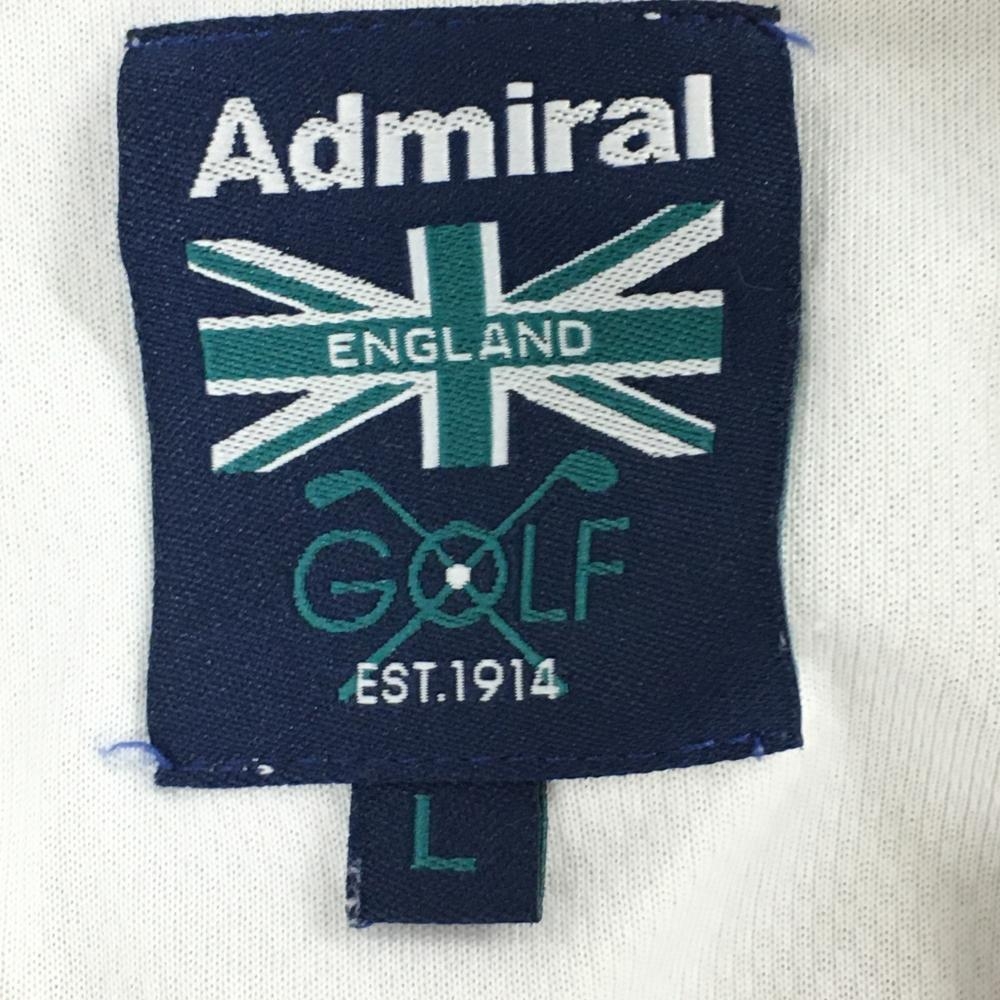 Admiral
ENGLAND
GOLF
EST.1914
L